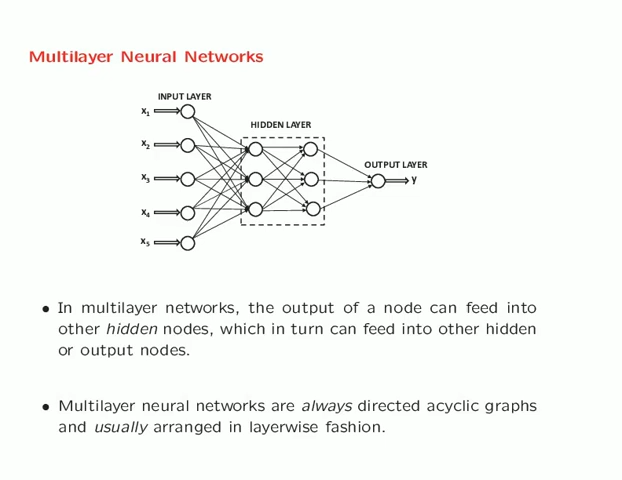 Multilayer Neural Networks
INPUT LAYER
x1
HIDDEN LAYER
x2
OUTPUT LAYER
x3
y
x4
x5
• In multilayer networks, the output of a node can feed into
other hidden nodes, which in turn can feed into other hidden
or output nodes.
• Multilayer neural networks are always directed acyclic graphs
and usually arranged in layerwise fashion.